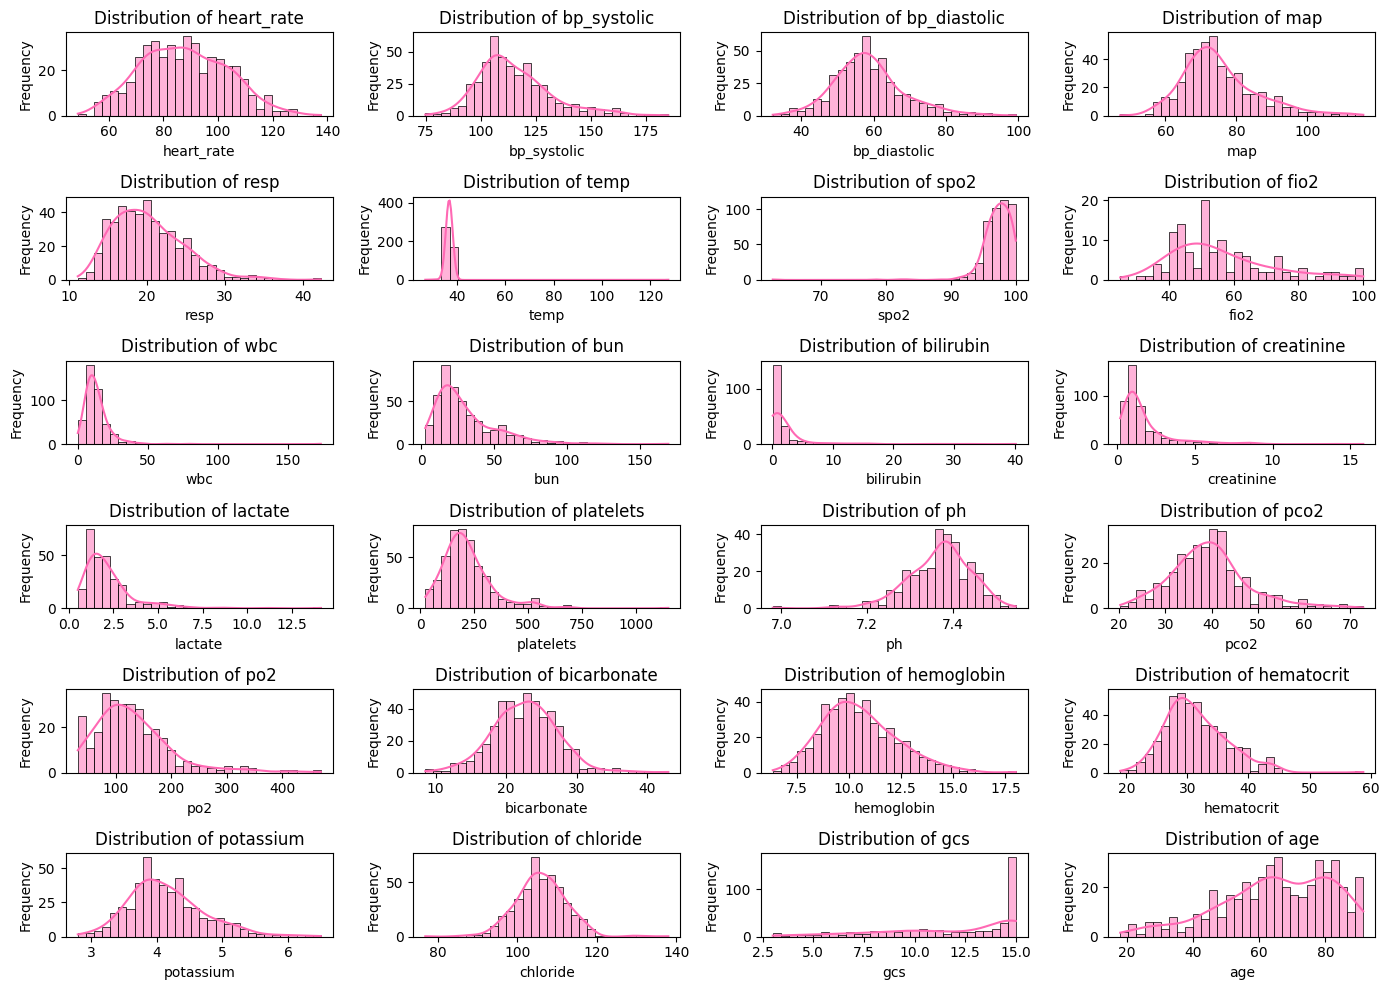 Distribution of heart_rate Distribution of bp_systolic Distribution of bp_diastolic Distribution of map
Frequency 0 20 60 80 100 120 140 heart_rate
Frequency 0 25 50 75 100 125 150 175 bp_systolic
Frequency 0 25 50 40 60 80 100 bp_diastolic
Frequency 0 20 40 60 80 100 map
Distribution of resp Distribution of temp Distribution of spo2 Distribution of fio2
Frequency 0 20 40 10 20 30 40 resp
Frequency 0 200 400 40 60 80 100 120 temp
Frequency 0 50 100 70 80 90 100 spo2
Frequency 0 10 20 40 60 80 100 fio2
Distribution of wbc Distribution of bun Distribution of bilirubin Distribution of creatinine
Frequency 0 100 0 50 100 150 wbc
Frequency 0 50 0 50 100 150 bun
Frequency 0 100 0 10 20 30 40 bilirubin
Frequency 0 100 0 5 10 15 creatinine
Distribution of lactate Distribution of platelets Distribution of ph Distribution of pco2
Frequency 0 50 0.0 2.5 5.0 7.5 10.0 12.5 lactate
Frequency 0 50 0 250 500 750 1000 platelets
Frequency 0 20 40 7.0 7.2 7.4 ph
Frequency 0 20 20 30 40 50 60 70 pco2
Distribution of po2 Distribution of bicarbonate Distribution of hemoglobin Distribution of hematocrit
Frequency 0 20 100 200 300 400 po2
Frequency 0 20 40 10 20 30 40 bicarbonate
Frequency 0 20 40 7.5 10.0 12.5 15.0 17.5 hemoglobin
Frequency 0 20 40 20 30 40 50 60 hematocrit
Distribution of potassium Distribution of chloride Distribution of gcs Distribution of age
Frequency 0 25 50 3 4 5 6 potassium
Frequency 0 50 80 100 120 140 chloride
Frequency 0 100 2.5 5.0 7.5 10.0 12.5 15.0 gcs
Frequency 0 20 20 40 60 80 age